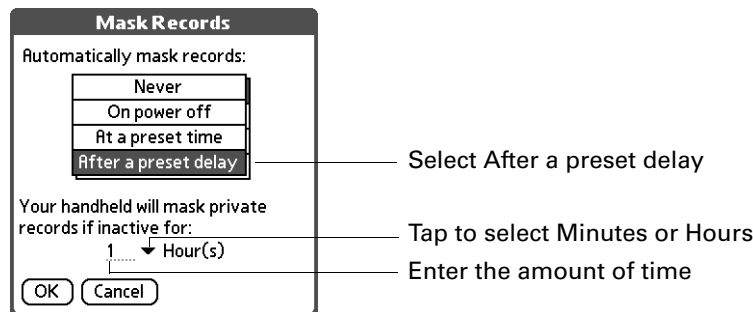 Mask Records
Automatically mask records:
Never
On power off
At a preset time
After a preset delay
Select After a preset delay
Your handheld will mask private
records if inactive for:
1 Hour(s)
Tap to select Minutes or Hours
Enter the amount of time
OK Cancel